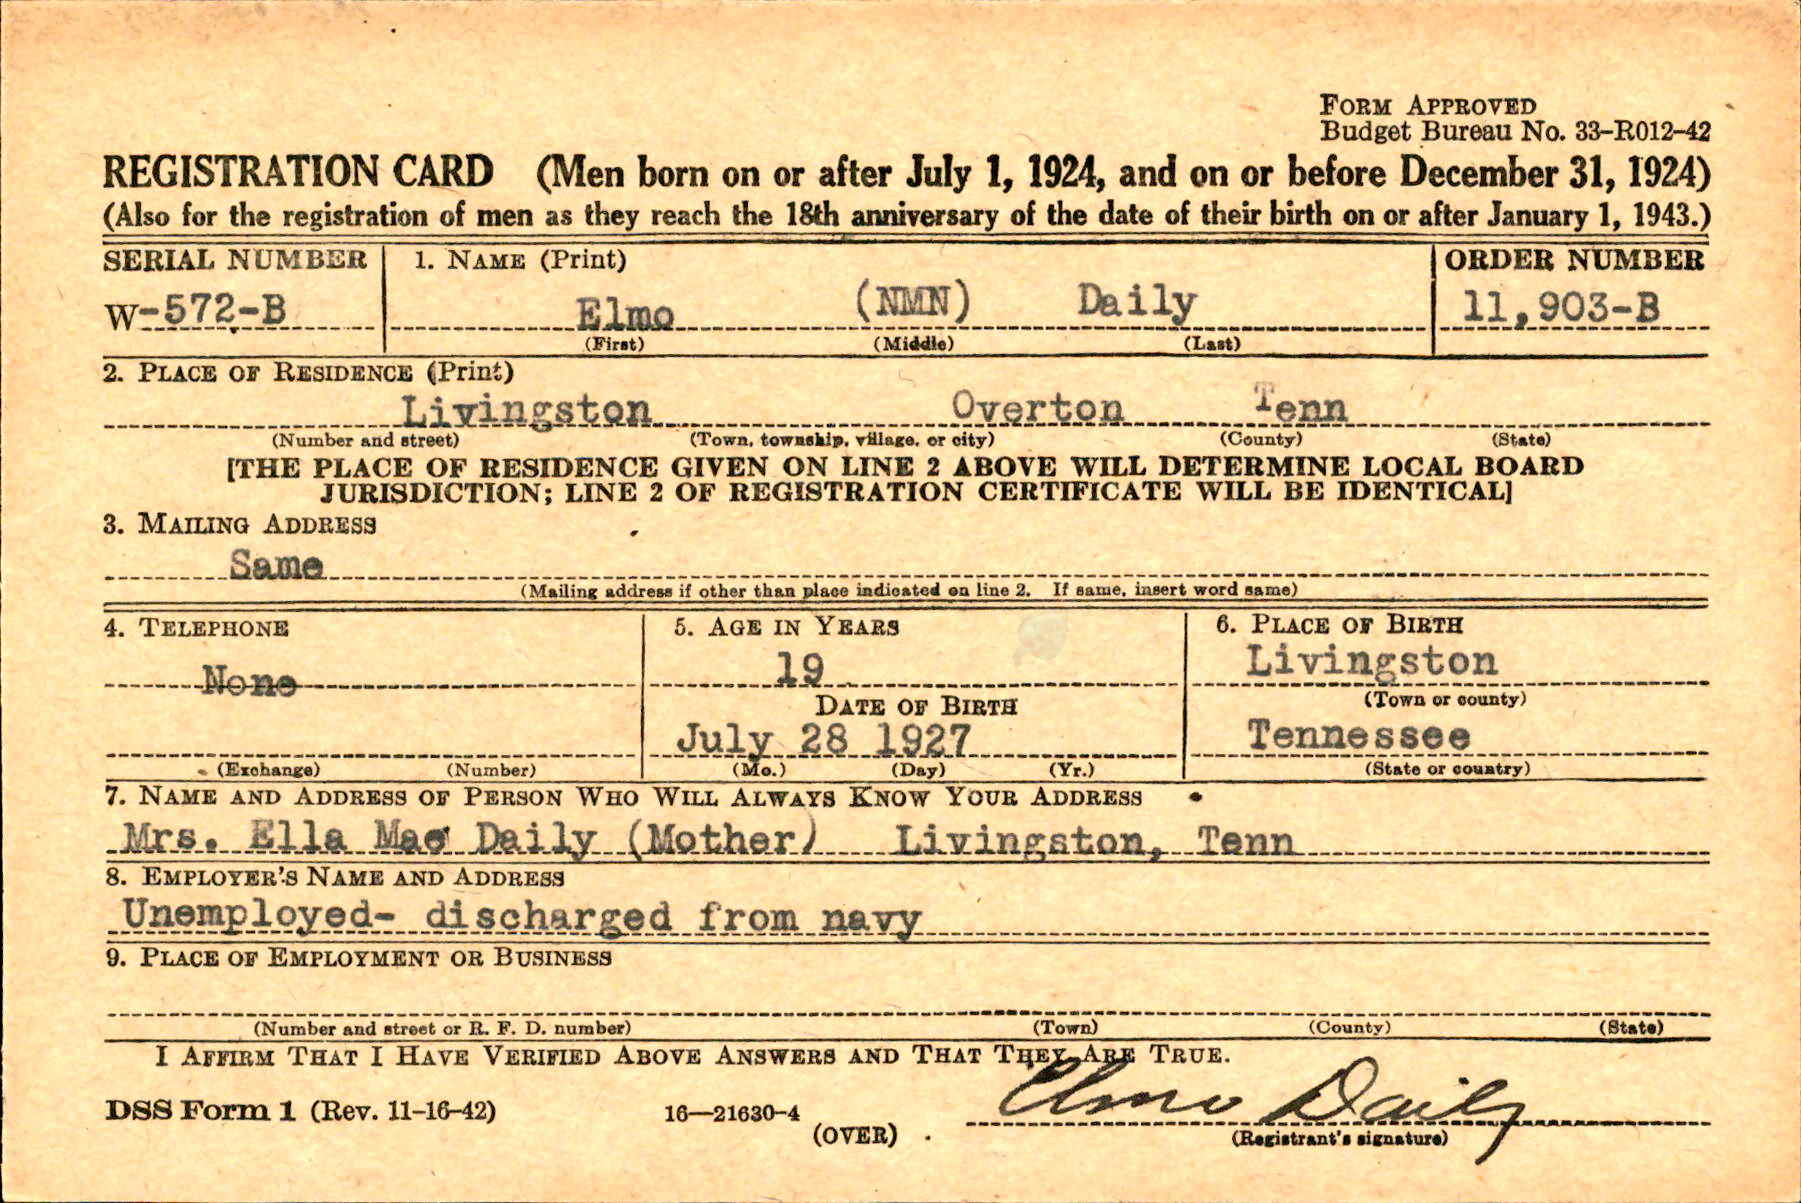 FORM APPROVED
Budget Bureau No. 33-R012-42
REGISTRATION CARD (Men born on or after July 1, 1924, and on or before December 31, 1924)
(Also for the registration of men as they reach the 18th anniversary of the date of their birth on or after January 1, 1943.)
SERIAL NUMBER 1. NAME (Print) ORDER NUMBER
W-572-B Elmo (NMN) Daily 11,903-B
(First) (Middle) (Last)
2. PLACE OF RESIDENCE (Print)
Livingston Overton Tenn
(Number and street) (Town, township, village, or city) (County) (State)
[THE PLACE OF RESIDENCE GIVEN ON LINE 2 ABOVE WILL DETERMINE LOCAL BOARD
JURISDICTION; LINE 2 OF REGISTRATION CERTIFICATE WILL BE IDENTICAL]
3. MAILING ADDRESS
Same
(Mailing address if other than place indicated on line 2. If same, insert word same)
4. TELEPHONE 5. AGE IN YEARS 6. PLACE OF BIRTH
None 19 Livingston
DATE OF BIRTH (Town or county)
July 28 1927 Tennessee
(Exchange) (Number) (Mo.) (Day) (Yr.) (State or country)
7. NAME AND ADDRESS OF PERSON WHO WILL ALWAYS KNOW YOUR ADDRESS
Mrs. Ella Mae Daily (Mother) Livingston, Tenn
8. EMPLOYER'S NAME AND ADDRESS
Unemployed- discharged from navy
9. PLACE OF EMPLOYMENT OR BUSINESS
(Number and street or R. F. D. number) (Town) (County) (State)
I AFFIRM THAT I HAVE VERIFIED ABOVE ANSWERS AND THAT THEY ARE TRUE.
DSS Form 1 (Rev. 11-16-42) 16—21630-4 Elmo Daily
(OVER) (Registrant's signature)